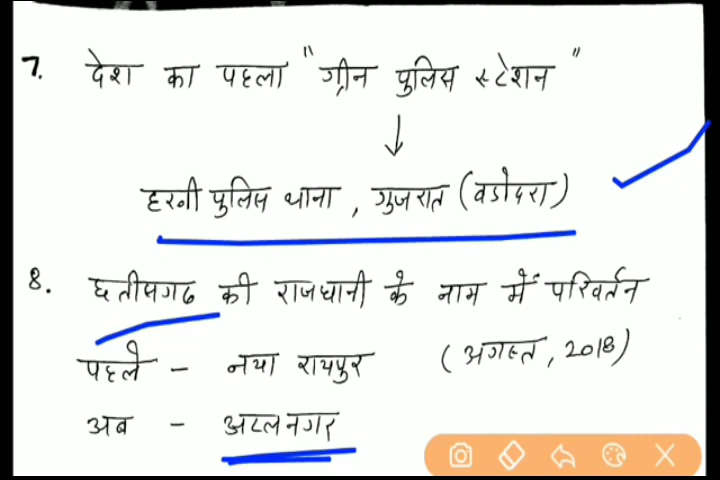 7. देश का पहला "ग्रीन पुलिस स्टेशन"
हरनी पुलिस थाना, गुजरात (वडोदरा)
8. छत्तीसगढ की राजधानी के नाम में परिवर्तन
पहले - नया रायपुर (अगस्त, 2018)
अब - अटलनगर